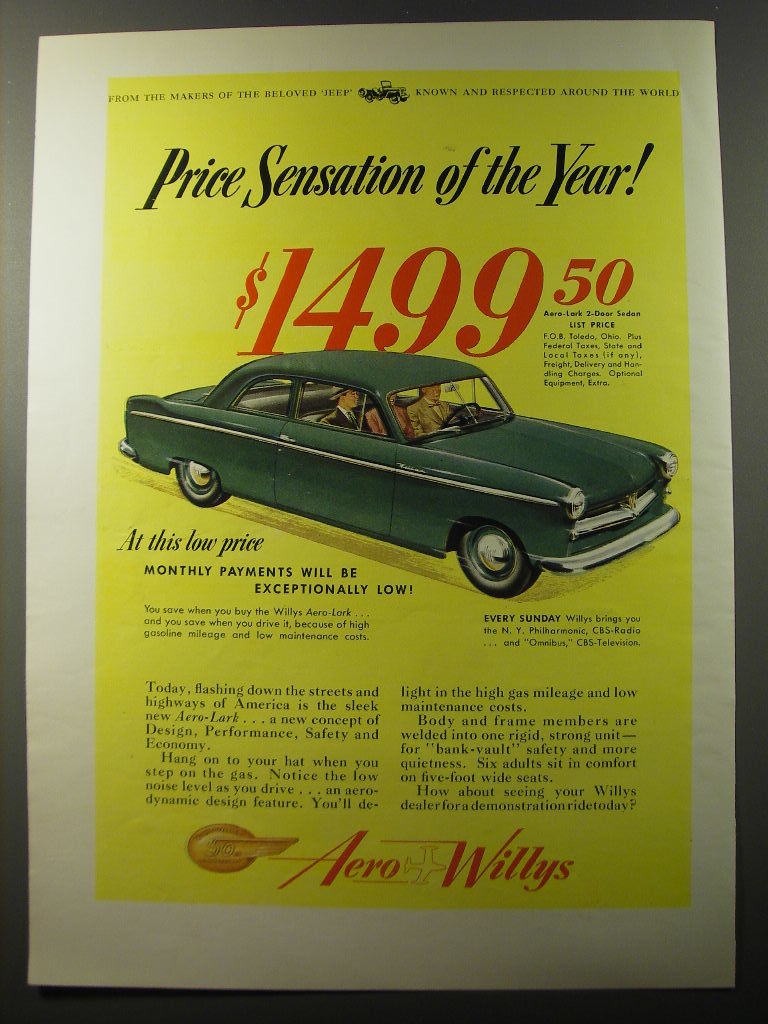 FROM THE MAKERS OF THE BELOVED 'JEEP' KNOWN AND RESPECTED AROUND THE WORLD
Price Sensation of the Year!
$1499 50
Aero-Lark 2-Door Sedan
LIST PRICE
F.O.B. Toledo, Ohio. Plus
Federal Taxes, State and
Local Taxes (if any),
Freight, Delivery and Han-
dling Charges. Optional
Equipment, Extra.
At this low price
MONTHLY PAYMENTS WILL BE
EXCEPTIONALLY LOW!
You save when you buy the Willys Aero-Lark . . .
and you save when you drive it, because of high
gasoline mileage and low maintenance costs.
EVERY SUNDAY Willys brings you
the N. Y. Philharmonic, CBS-Radio
. . . and "Omnibus," CBS-Television.
Today, flashing down the streets and
highways of America is the sleek
new Aero-Lark . . . a new concept of
Design, Performance, Safety and
Economy.
Hang on to your hat when you
step on the gas. Notice the low
noise level as you drive . . . an aero-
dynamic design feature. You'll de-
light in the high gas mileage and low
maintenance costs.
Body and frame members are
welded into one rigid, strong unit—
for "bank-vault" safety and more
quietness. Six adults sit in comfort
on five-foot wide seats.
How about seeing your Willys
dealer for a demonstration ride today?
Aero Willys